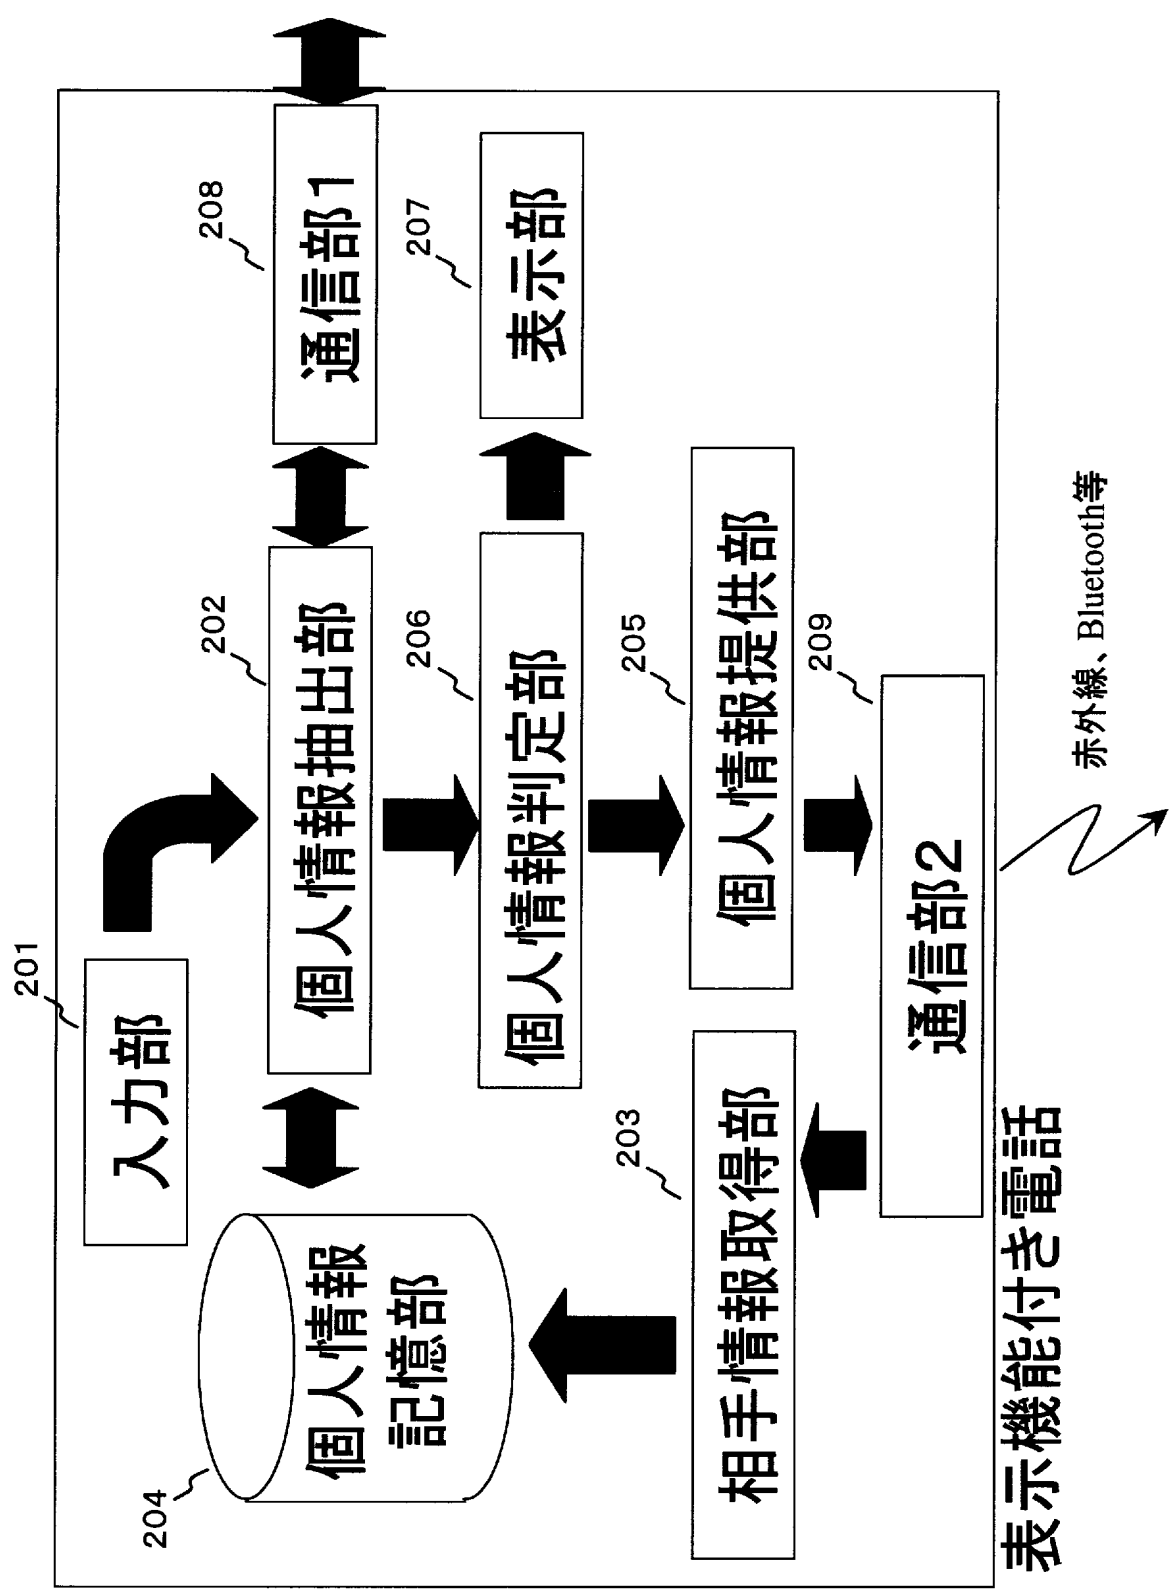 201
入力部
202
個人情報抽出部
208
通信部1
204
個人情報
記憶部
206
個人情報判定部
207
表示部
203
相手情報取得部
205
個人情報提供部
209
通信部2
表示機能付き電話
赤外線、Bluetooth等